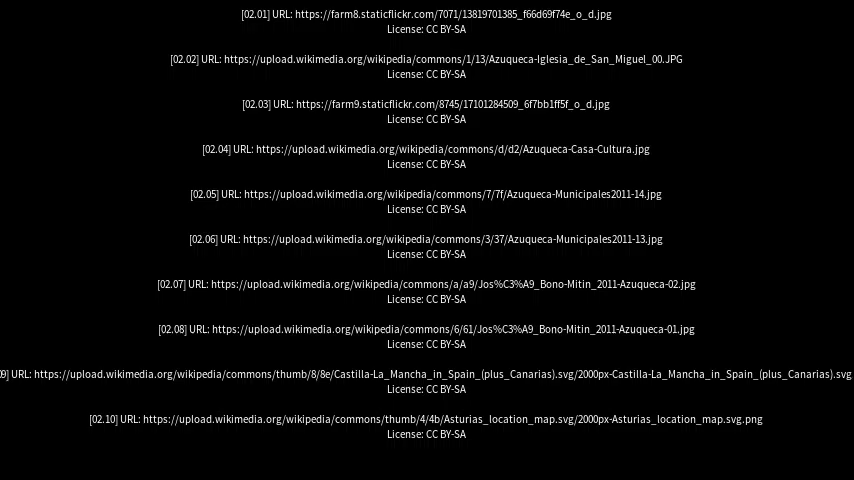 [02.01] URL: https://farm8.staticflickr.com/7071/13819701385_f66d69f74e_o_d.jpg
License: CC BY-SA
[02.02] URL: https://upload.wikimedia.org/wikipedia/commons/1/13/Azuqueca-Iglesia_de_San_Miguel_00.JPG
License: CC BY-SA
[02.03] URL: https://farm9.staticflickr.com/8745/17101284509_6f7bb1ff5f_o_d.jpg
License: CC BY-SA
[02.04] URL: https://upload.wikimedia.org/wikipedia/commons/d/d2/Azuqueca-Casa-Cultura.jpg
License: CC BY-SA
[02.05] URL: https://upload.wikimedia.org/wikipedia/commons/7/7f/Azuqueca-Municipales2011-14.jpg
License: CC BY-SA
[02.06] URL: https://upload.wikimedia.org/wikipedia/commons/3/37/Azuqueca-Municipales2011-13.jpg
License: CC BY-SA
[02.07] URL: https://upload.wikimedia.org/wikipedia/commons/a/a9/Jos%C3%A9_Bono-Mitin_2011-Azuqueca-02.jpg
License: CC BY-SA
[02.08] URL: https://upload.wikimedia.org/wikipedia/commons/6/61/Jos%C3%A9_Bono-Mitin_2011-Azuqueca-01.jpg
License: CC BY-SA
9] URL: https://upload.wikimedia.org/wikipedia/commons/thumb/8/8e/Castilla-La_Mancha_in_Spain_(plus_Canarias).svg/2000px-Castilla-La_Mancha_in_Spain_(plus_Canarias).svg
License: CC BY-SA
[02.10] URL: https://upload.wikimedia.org/wikipedia/commons/thumb/4/4b/Asturias_location_map.svg/2000px-Asturias_location_map.svg.png
License: CC BY-SA